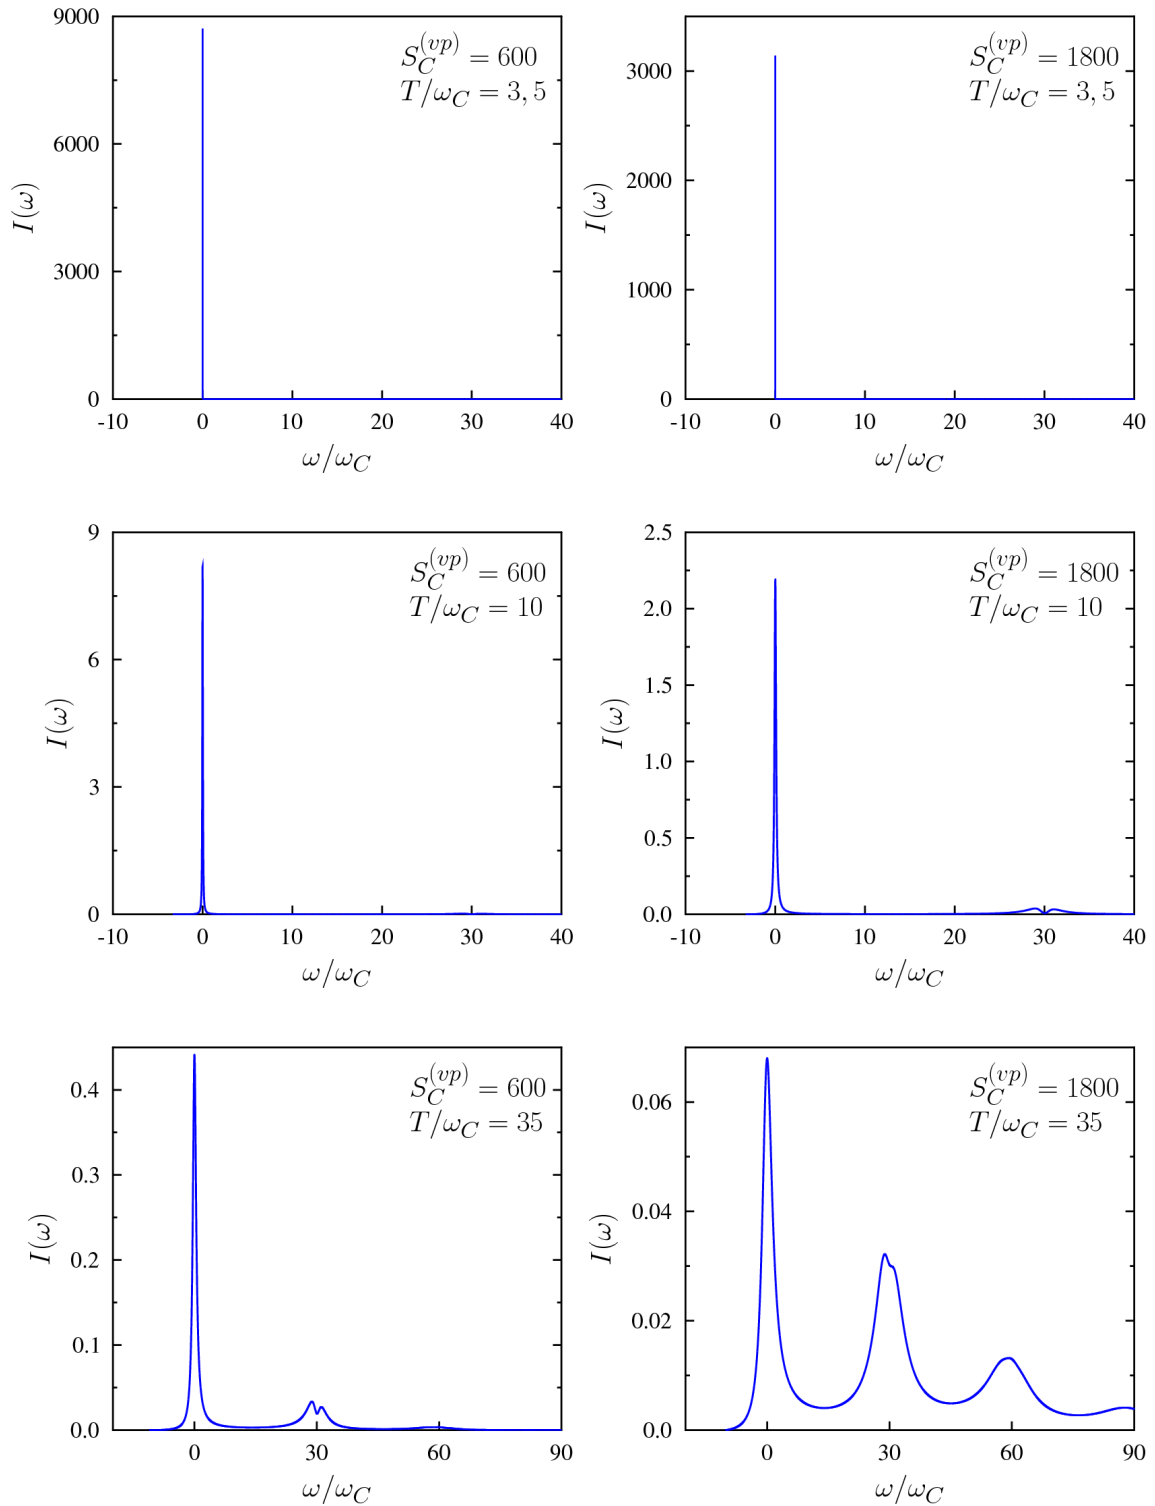 9000
6000
3000
0
-10 0 10 20 30 40
I(ω)
ω/ω_C
S_C^{(vp)} = 600
T/ω_C = 3, 5
3000
2000
1000
0
-10 0 10 20 30 40
I(ω)
ω/ω_C
S_C^{(vp)} = 1800
T/ω_C = 3, 5
9
6
3
0
-10 0 10 20 30 40
I(ω)
ω/ω_C
S_C^{(vp)} = 600
T/ω_C = 10
2.5
2.0
1.5
1.0
0.5
0.0
-10 0 10 20 30 40
I(ω)
ω/ω_C
S_C^{(vp)} = 1800
T/ω_C = 10
0.4
0.3
0.2
0.1
0.0
0 30 60 90
I(ω)
ω/ω_C
S_C^{(vp)} = 600
T/ω_C = 35
0.06
0.04
0.02
0.0
0 30 60 90
I(ω)
ω/ω_C
S_C^{(vp)} = 1800
T/ω_C = 35